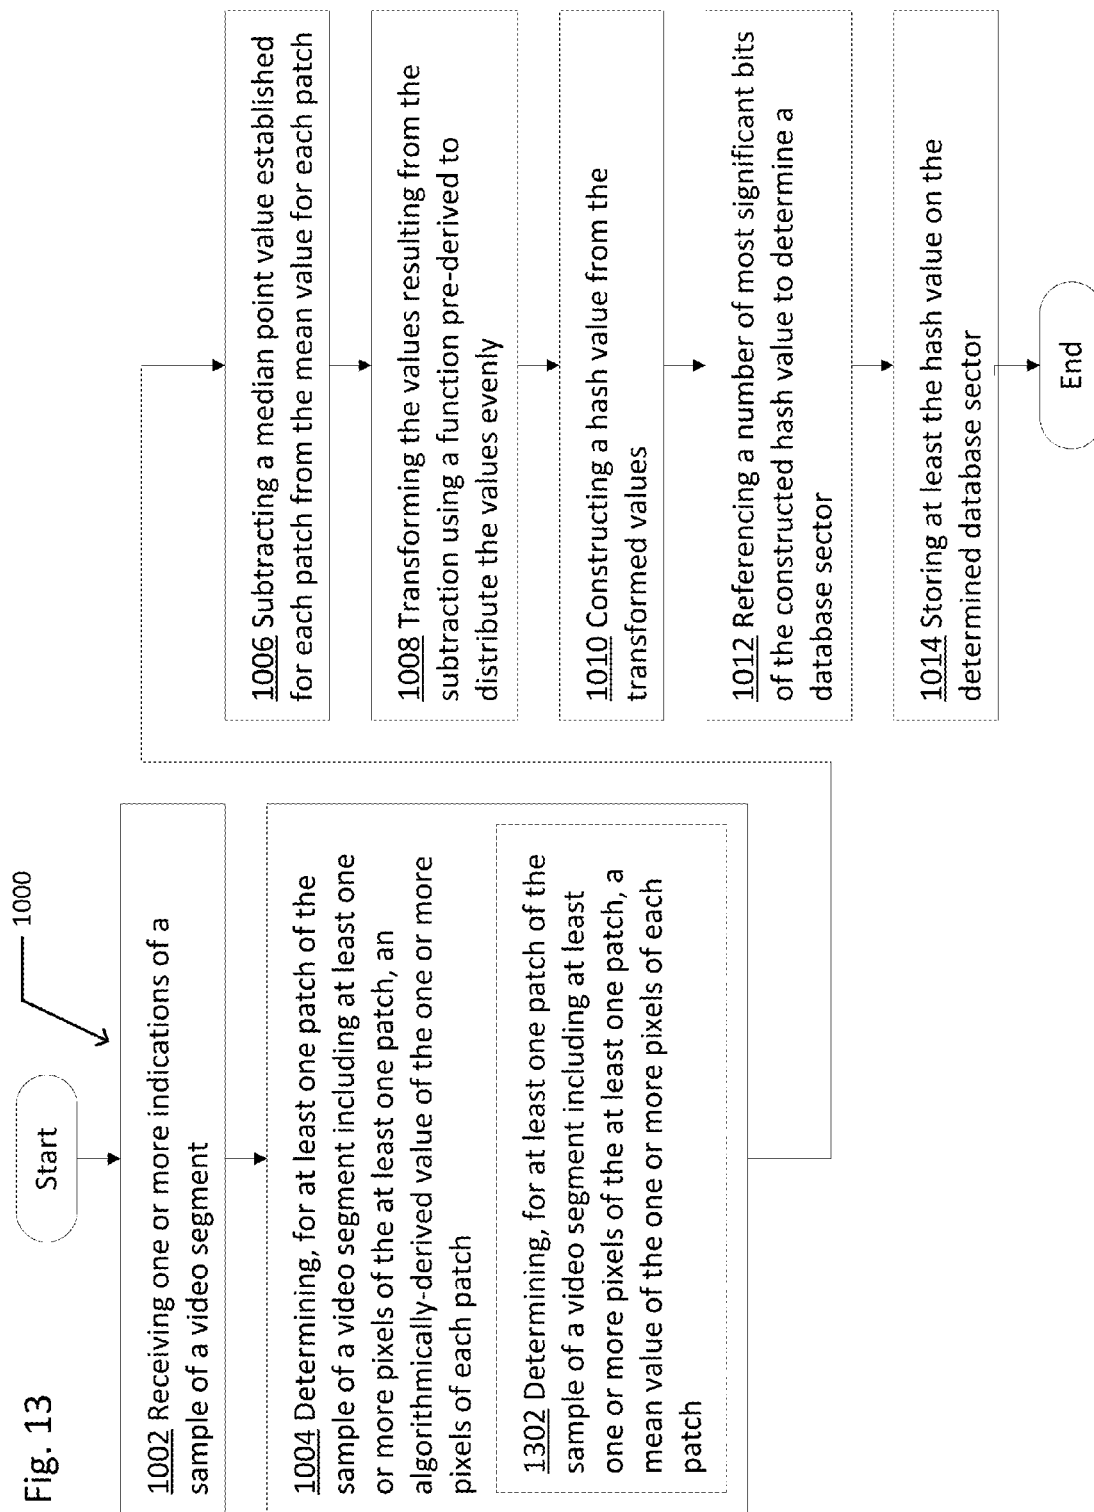 Fig. 13
1000
Start
1002 Receiving one or more indications of a
sample of a video segment
1004 Determining, for at least one patch of the
sample of a video segment including at least one
or more pixels of the at least one patch, an
algorithmically-derived value of the one or more
pixels of each patch
1302 Determining, for at least one patch of the
sample of a video segment including at least
one or more pixels of the at least one patch, a
mean value of the one or more pixels of each
patch
1006 Subtracting a median point value established
for each patch from the mean value for each patch
1008 Transforming the values resulting from the
subtraction using a function pre-derived to
distribute the values evenly
1010 Constructing a hash value from the
transformed values
1012 Referencing a number of most significant bits
of the constructed hash value to determine a
database sector
1014 Storing at least the hash value on the
determined database sector
End